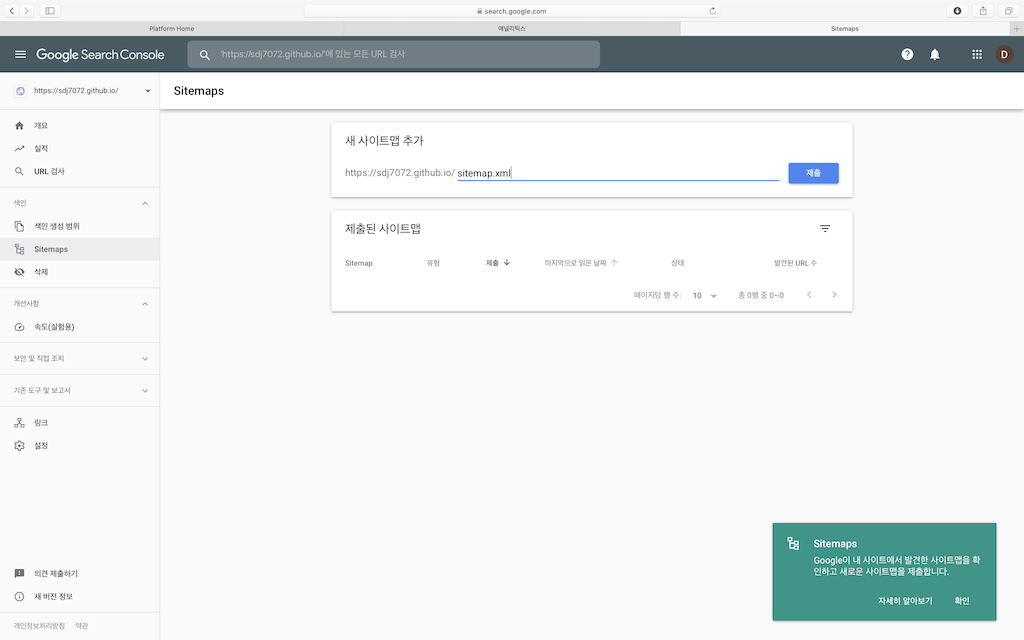 search.google.com
Platform Home
애널리틱스
Sitemaps
Google Search Console
'https://sdj7072.github.io/'에 있는 모든 URL 검사
D
https://sdj7072.github.io/
Sitemaps
개요
실적
URL 검사
색인
색인 생성 범위
Sitemaps
삭제
개선사항
속도(실험용)
보안 및 직접 조치
기존 도구 및 보고서
링크
설정
의견 제출하기
새 버전 정보
개인정보처리방침 약관
새 사이트맵 추가
https://sdj7072.github.io/ sitemap.xml
제출
제출된 사이트맵
Sitemap 유형 제출 마지막으로 읽은 날짜 상태 발견된 URL 수
페이지당 행 수: 10 총 0행 중 0~0
Sitemaps
Google이 내 사이트에서 발견한 사이트맵을 확
인하고 새로운 사이트맵을 제출합니다.
자세히 알아보기 확인